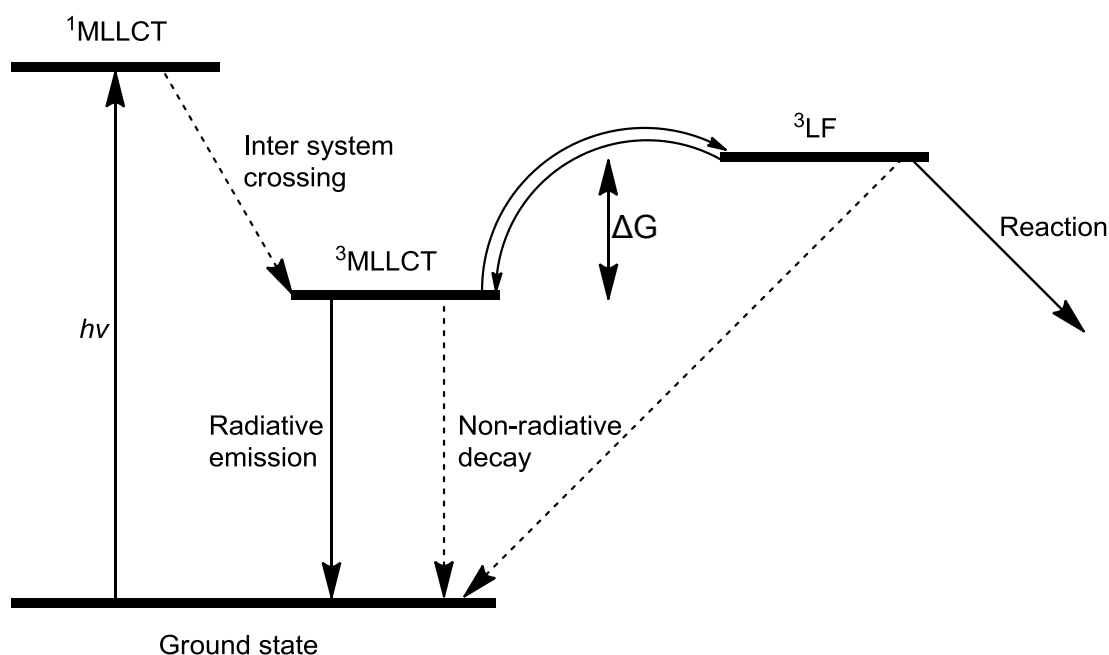 ¹MLLCT
³LF
Inter system
crossing
Reaction
ΔG
³MLLCT
hv
Radiative
emission
Non-radiative
decay
Ground state